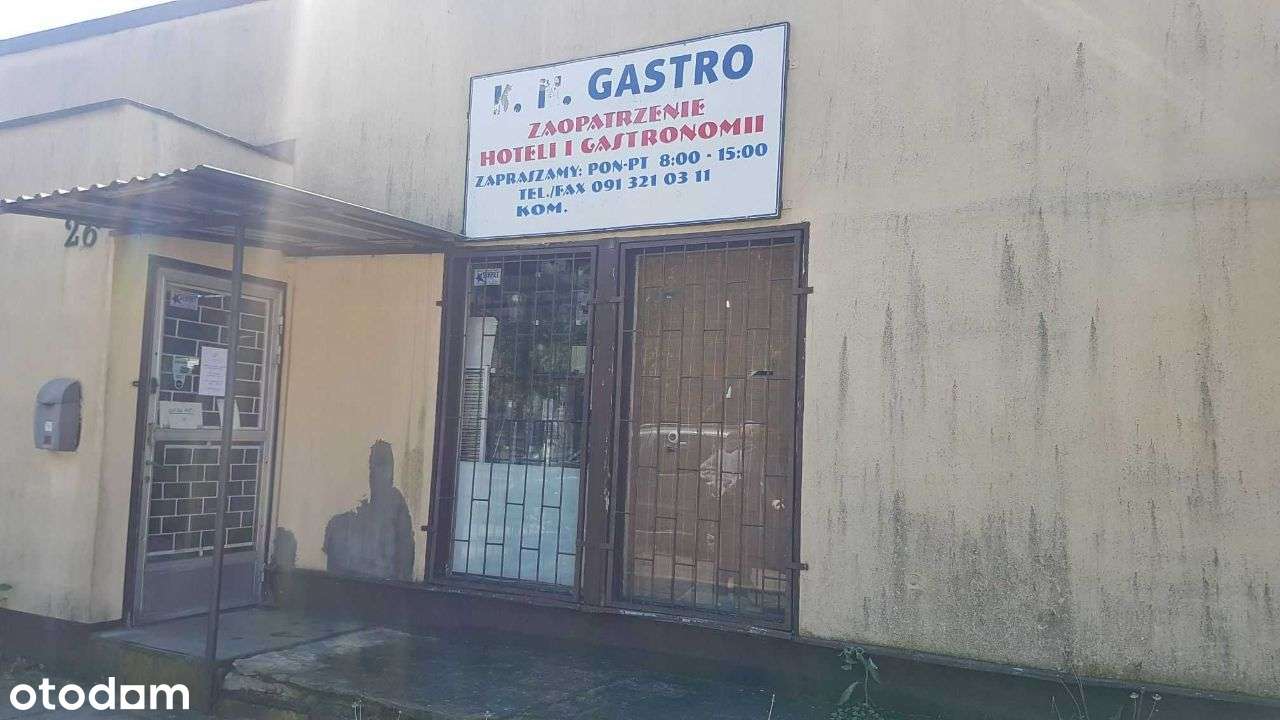 K. M. GASTRO
ZAOPATRZENIE
HOTELI I GASTRONOMII
ZAPRASZAMY: PON-PT 8:00 - 15:00
TEL./FAX 091 321 03 11
KOM.
26
otodom